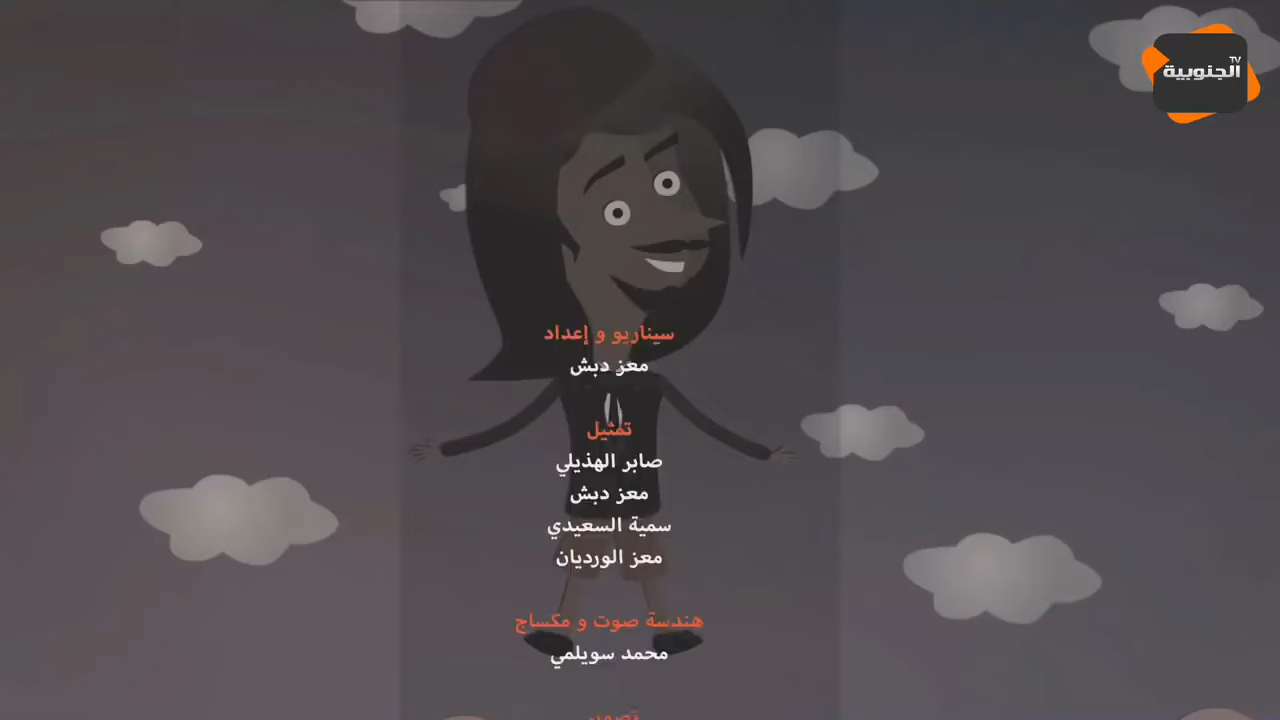 الجنوبية TV
سيناريو و إعداد
معز دبش
تمثيل
صابر الهذيلي
معز دبش
سمية السعيدي
معز الورديان
هندسة صوت و مكساج
محمد سويلمي